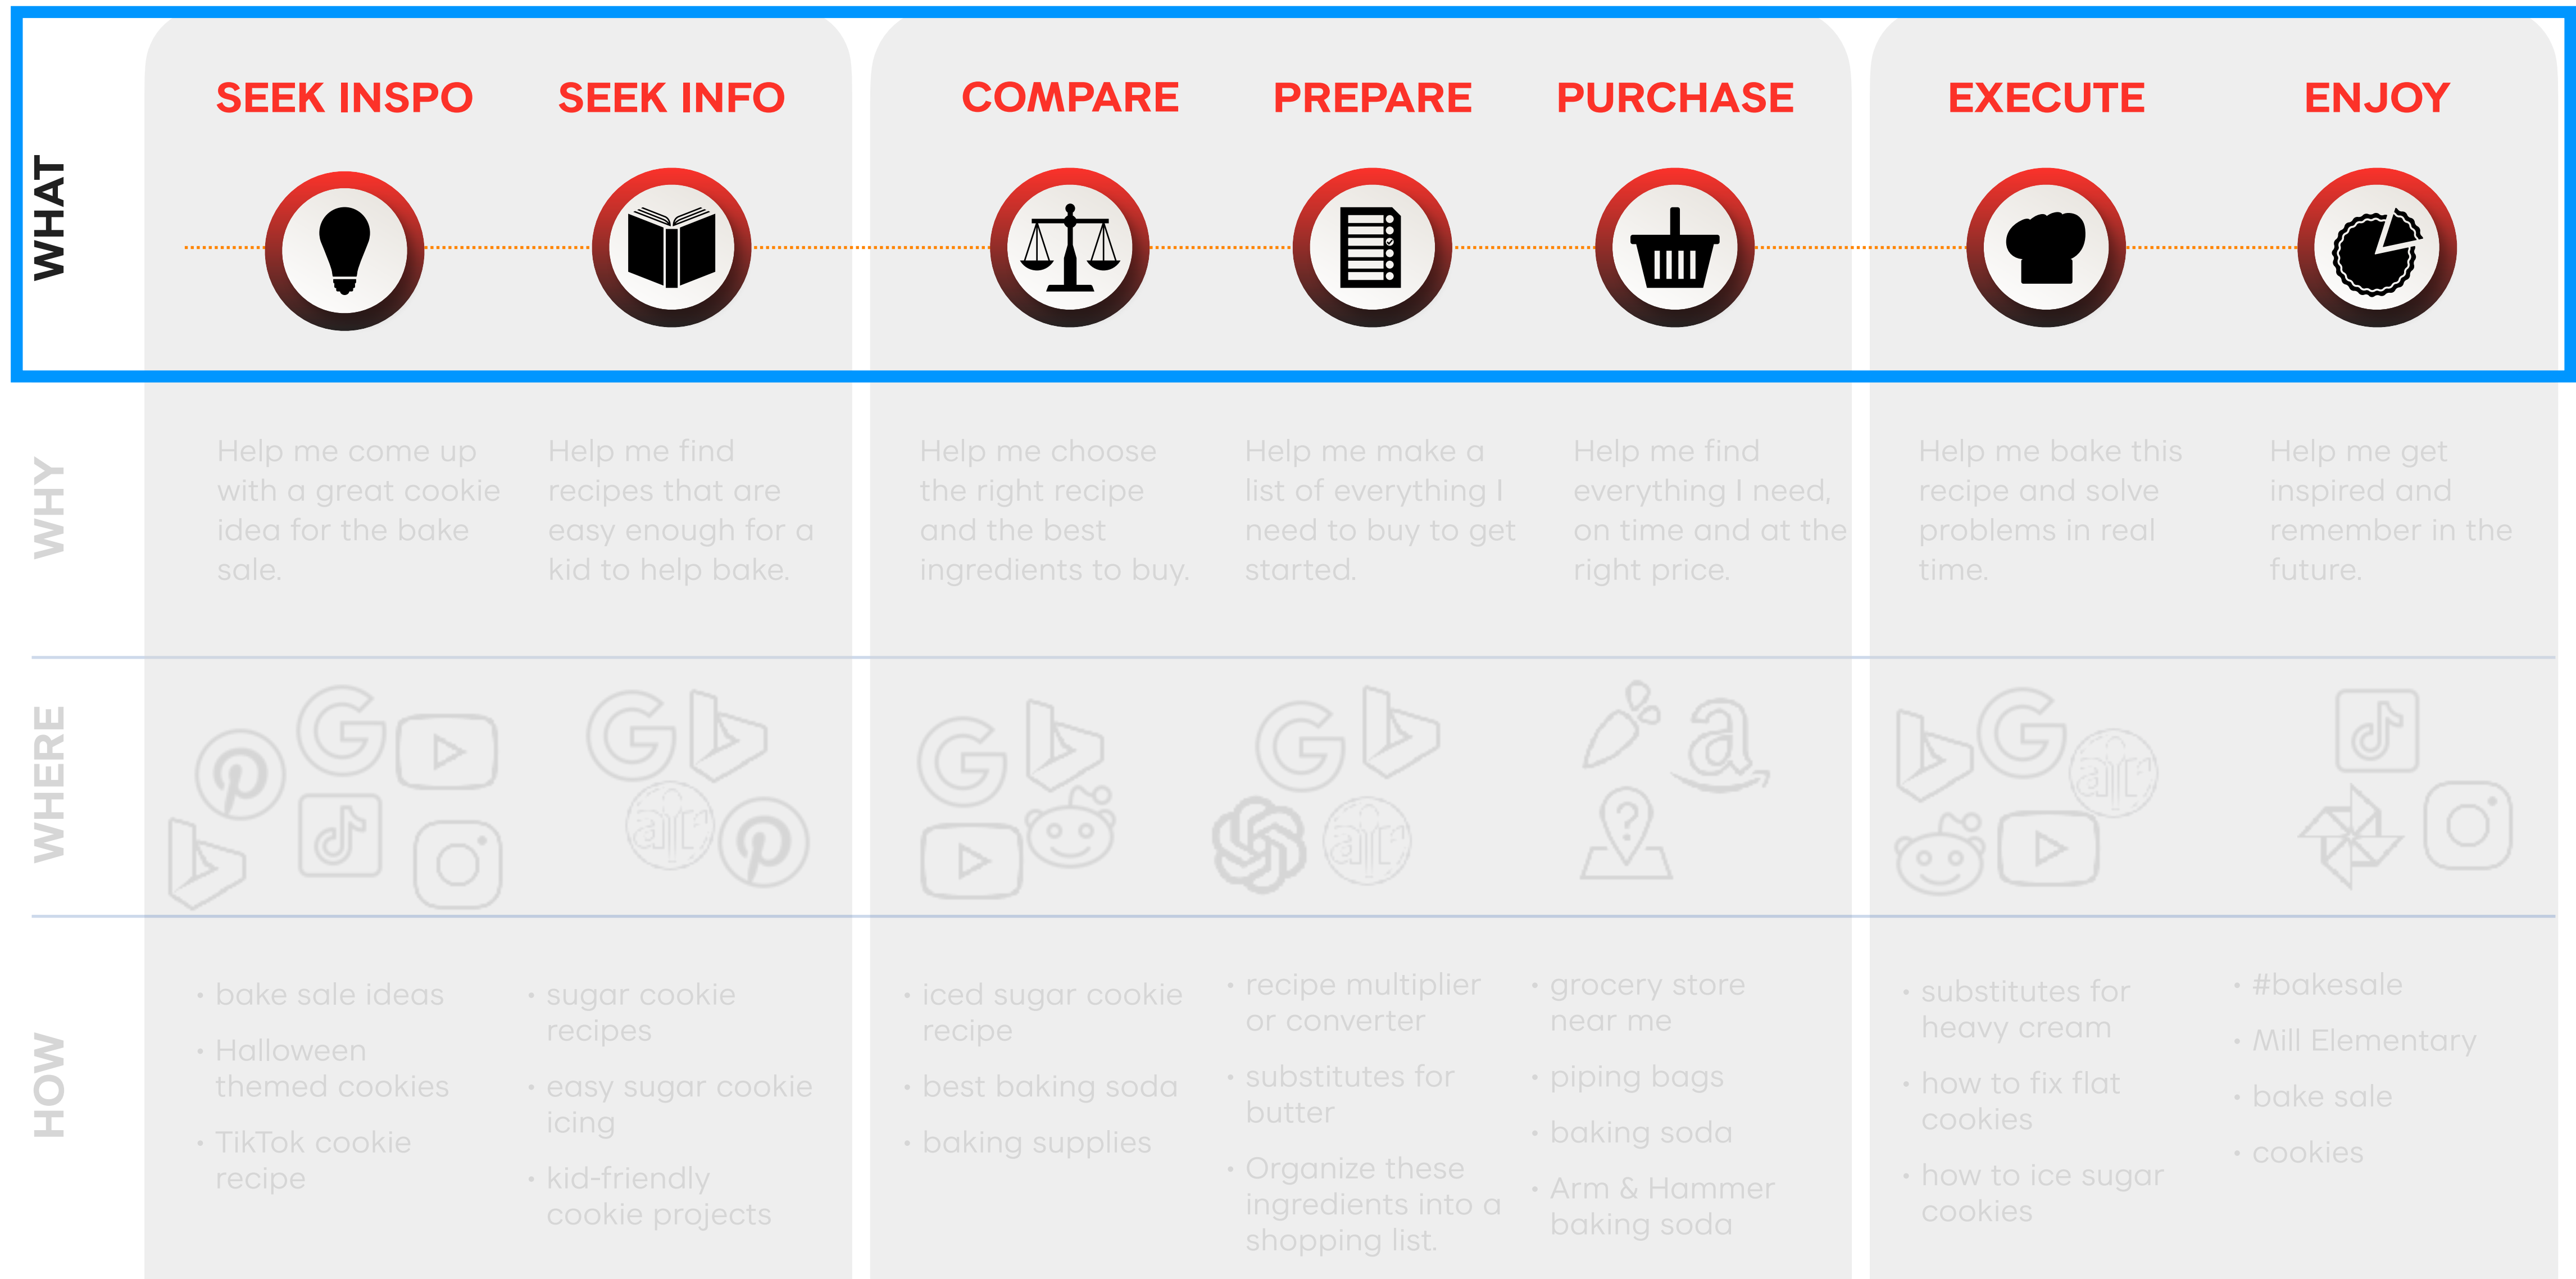 WHAT
SEEK INSPO
SEEK INFO
COMPARE
PREPARE
PURCHASE
EXECUTE
ENJOY
WHY
Help me come up
with a great cookie
idea for the bake
sale.
Help me find
recipes that are
easy enough for a
kid to help bake.
Help me choose
the right recipe
and the best
ingredients to buy.
Help me make a
list of everything I
need to buy to get
started.
Help me find
everything I need,
on time and at the
right price.
Help me bake this
recipe and solve
problems in real
time.
Help me get
inspired and
remember in the
future.
WHERE
HOW
• bake sale ideas
• Halloween
themed cookies
• TikTok cookie
recipe
• sugar cookie
recipes
• easy sugar cookie
icing
• kid-friendly
cookie projects
• iced sugar cookie
recipe
• best baking soda
• baking supplies
• recipe multiplier
or converter
• substitutes for
butter
• Organize these
ingredients into a
shopping list.
• grocery store
near me
• piping bags
• baking soda
• Arm & Hammer
baking soda
• substitutes for
heavy cream
• how to fix flat
cookies
• how to ice sugar
cookies
• #bakesale
• Mill Elementary
• bake sale
• cookies